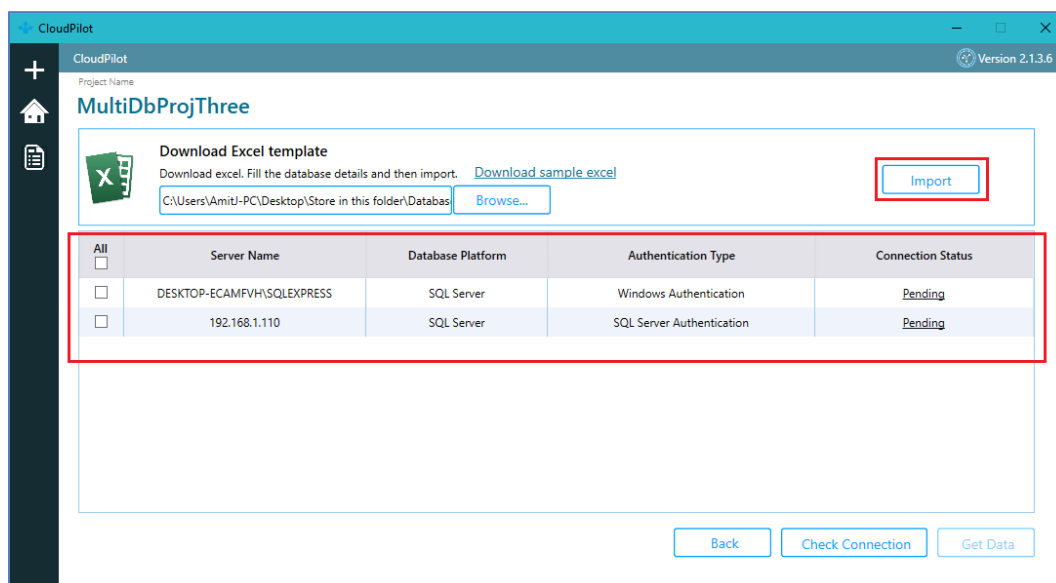 CloudPilot
CloudPilot
Version 2.1.3.6
Project Name
MultiDbProjThree
Download Excel template
Download excel. Fill the database details and then import. Download sample excel
C:\Users\AmitJ-PC\Desktop\Store in this folder\Databas
Browse...
Import
All
Server Name Database Platform Authentication Type Connection Status
DESKTOP-ECAMFVH\SQLEXPRESS SQL Server Windows Authentication Pending
192.168.1.110 SQL Server SQL Server Authentication Pending
Back Check Connection Get Data